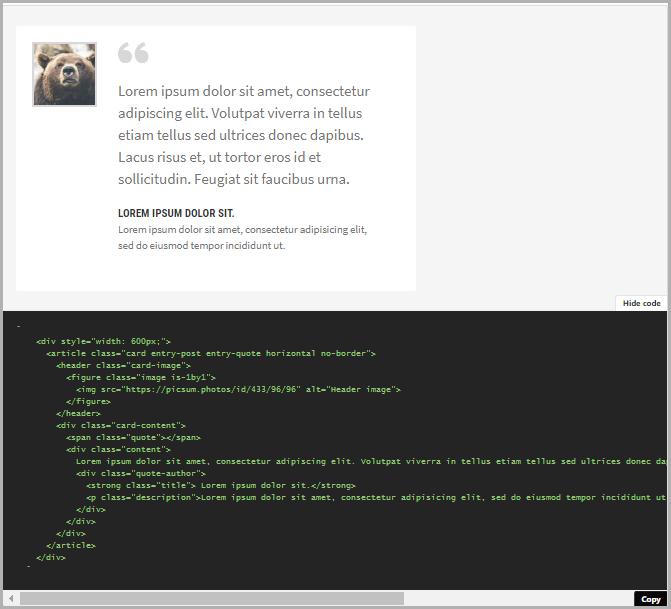 “
Lorem ipsum dolor sit amet, consectetur
adipiscing elit. Volutpat viverra in tellus
etiam tellus sed ultrices donec dapibus.
Lacus risus et, ut tortor eros id et
sollicitudin. Feugiat sit faucibus urna.
LOREM IPSUM DOLOR SIT.
Lorem ipsum dolor sit amet, consectetur adipisicing elit,
sed do eiusmod tempor incididunt ut.
Hide code
`
<div style="width: 600px;">
<article class="card entry-post entry-quote horizontal no-border">
<header class="card-image">
<figure class="image is-1by1">
<img src="https://picsum.photos/id/433/96/96" alt="Header image">
</figure>
</header>
<div class="card-content">
<span class="quote"></span>
<div class="content">
Lorem ipsum dolor sit amet, consectetur adipiscing elit. Volutpat viverra in tellus etiam tellus sed ultrices donec da
<div class="quote-author">
<strong class="title"> Lorem ipsum dolor sit.</strong>
<p class="description">Lorem ipsum dolor sit amet, consectetur adipisicing elit, sed do eiusmod tempor incididunt ut
</div>
</div>
</div>
</article>
</div>
`
Copy